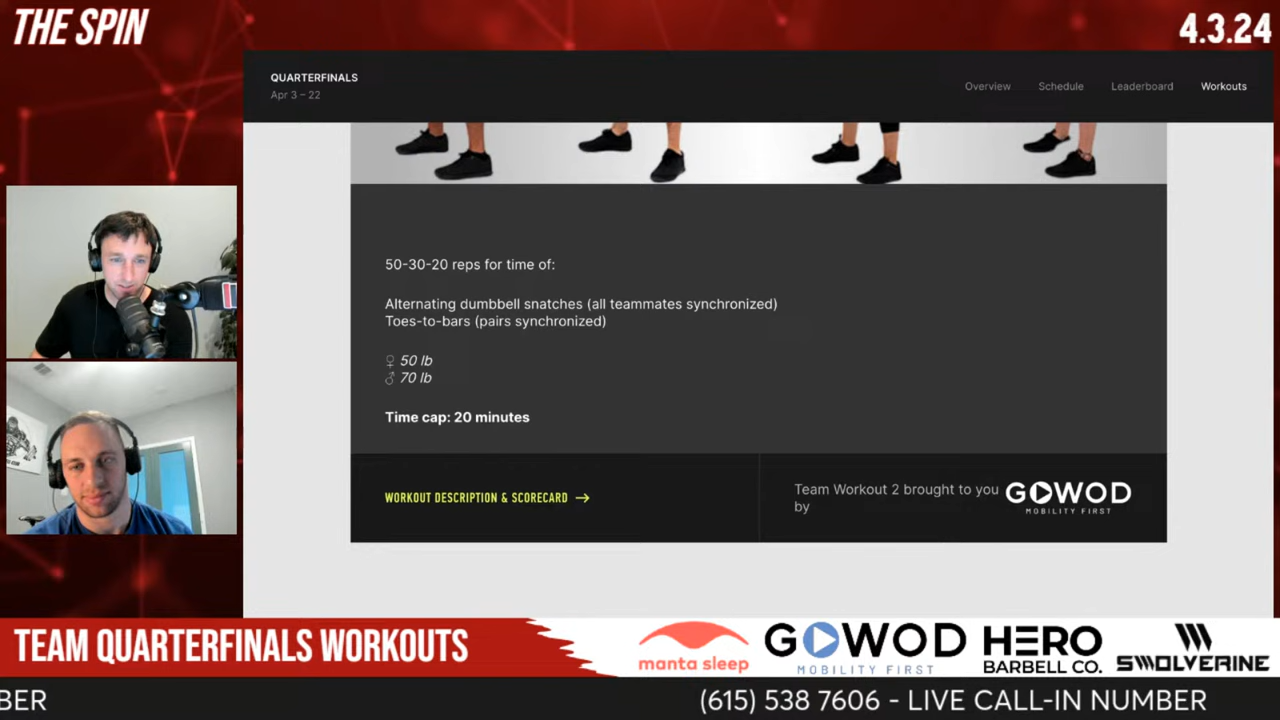 THE SPIN
4.3.24
QUARTERFINALS
Apr 3 – 22
Overview Schedule Leaderboard Workouts
50-30-20 reps for time of:
Alternating dumbbell snatches (all teammates synchronized)
Toes-to-bars (pairs synchronized)
♀ 50 lb
♂ 70 lb
Time cap: 20 minutes
WORKOUT DESCRIPTION & SCORECARD →
Team Workout 2 brought to you
by
GOWOD
MOBILITY FIRST
TEAM QUARTERFINALS WORKOUTS
manta sleep
GOWOD
MOBILITY FIRST
HERO
BARBELL CO.
SWOLVERINE
BER
(615) 538 7606 - LIVE CALL-IN NUMBER